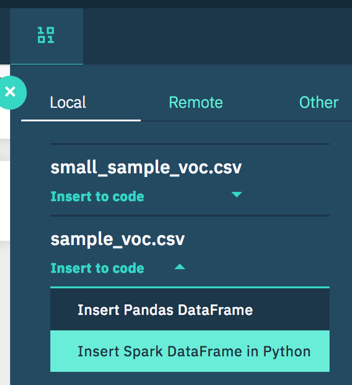 Local Remote Other
small_sample_voc.csv
Insert to code
sample_voc.csv
Insert to code
Insert Pandas DataFrame
Insert Spark DataFrame in Python